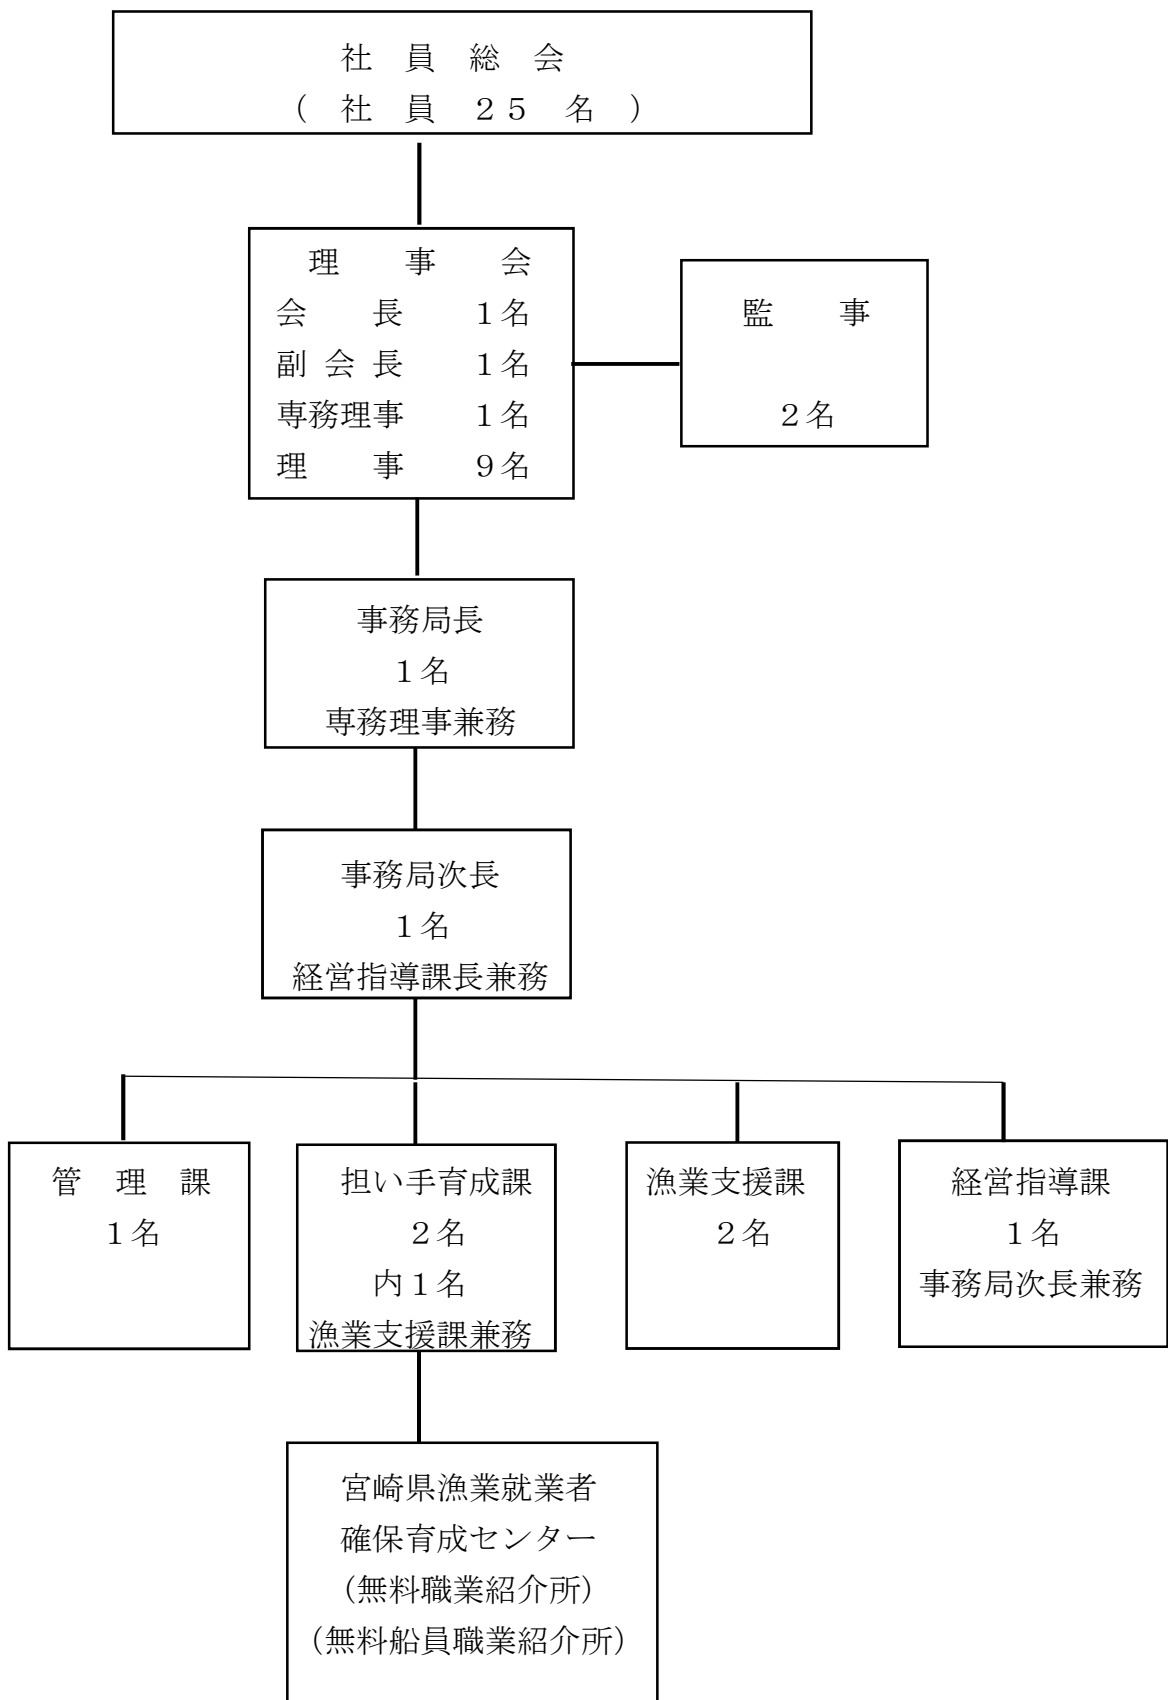 社 員 総 会
( 社 員 ２５ 名 )
理 事 会
会 長 １名
副 会 長 １名
専務理事 １名
理 事 ９名
監 事
２名
事務局長
１名
専務理事兼務
事務局次長
１名
経営指導課長兼務
管 理 課
１名
担い手育成課
２名
内１名
漁業支援課兼務
漁業支援課
２名
経営指導課
１名
事務局次長兼務
宮崎県漁業就業者
確保育成センター
(無料職業紹介所)
(無料船員職業紹介所)